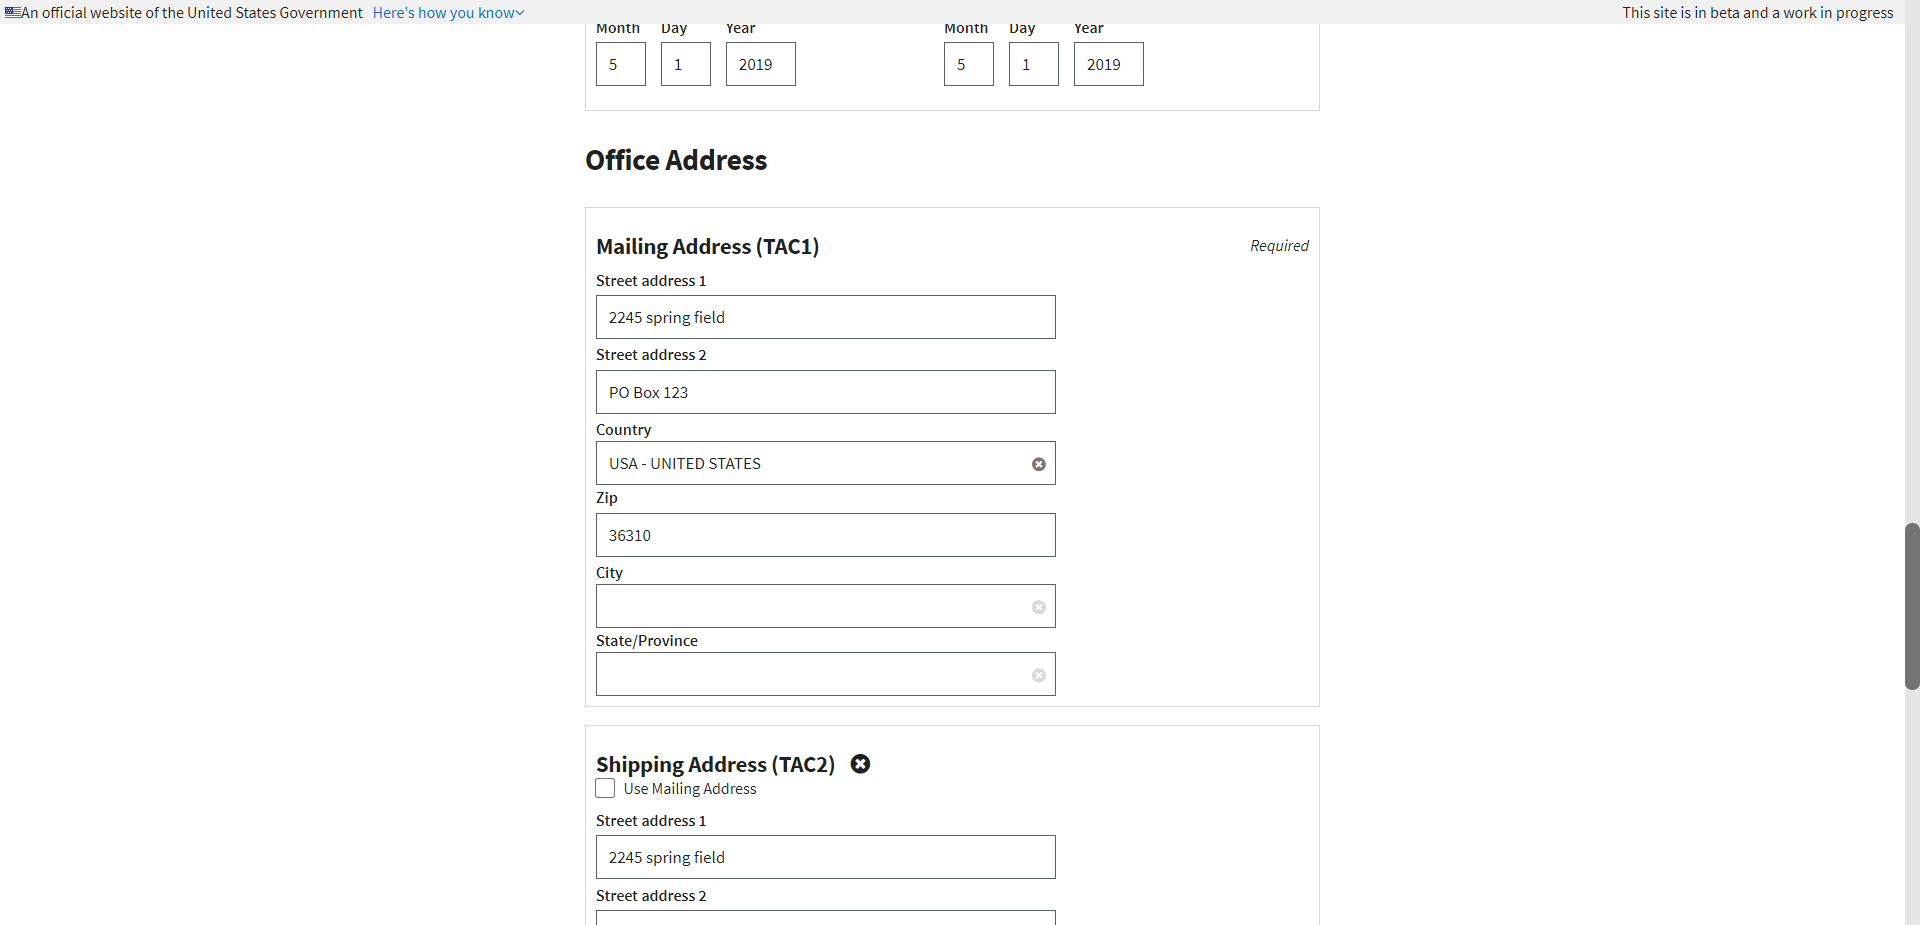 An official website of the United States Government Here's how you know This site is in beta and a work in progress
Month Day Year Month Day Year
5 1 2019 5 1 2019
Office Address
Mailing Address (TAC1) Required
Street address 1
2245 spring field
Street address 2
PO Box 123
Country
USA - UNITED STATES
Zip
36310
City
State/Province
Shipping Address (TAC2)
Use Mailing Address
Street address 1
2245 spring field
Street address 2